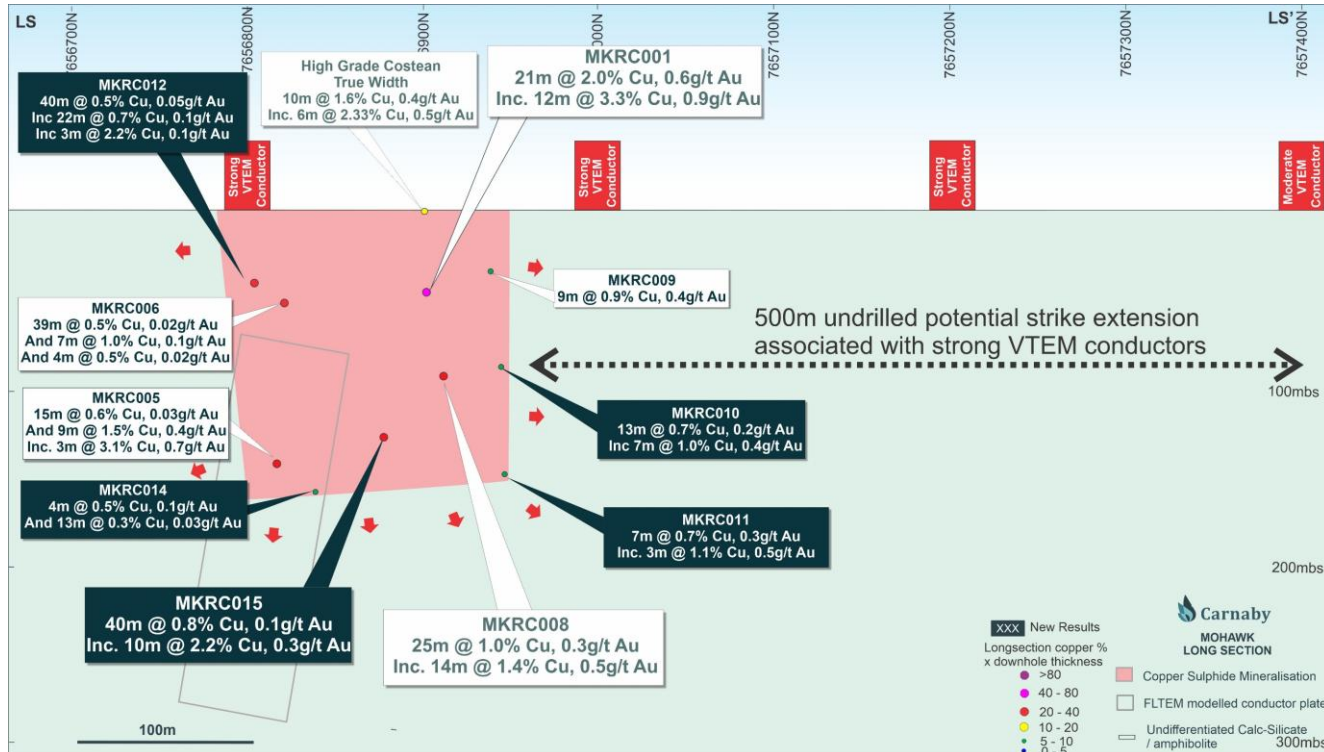 LS
7656700N
7656800N
6900N
000N
7657100N
7657200N
7657300N
7657400N
LS'
MKRC012
40m @ 0.5% Cu, 0.05g/t Au
Inc 22m @ 0.7% Cu, 0.1g/t Au
Inc 3m @ 2.2% Cu, 0.1g/t Au
High Grade Costean
True Width
10m @ 1.6% Cu, 0.4g/t Au
Inc. 6m @ 2.33% Cu, 0.5g/t Au
MKRC001
21m @ 2.0% Cu, 0.6g/t Au
Inc. 12m @ 3.3% Cu, 0.9g/t Au
Strong
VTEM
Conductor
Strong
VTEM
Conductor
Strong
VTEM
Conductor
Moderate
VTEM
Conductor
MKRC009
9m @ 0.9% Cu, 0.4g/t Au
MKRC006
39m @ 0.5% Cu, 0.02g/t Au
And 7m @ 1.0% Cu, 0.1g/t Au
And 4m @ 0.5% Cu, 0.02g/t Au
500m undrilled potential strike extension
associated with strong VTEM conductors
100mbs
MKRC005
15m @ 0.6% Cu, 0.03g/t Au
And 9m @ 1.5% Cu, 0.4g/t Au
Inc. 3m @ 3.1% Cu, 0.7g/t Au
MKRC010
13m @ 0.7% Cu, 0.2g/t Au
Inc 7m @ 1.0% Cu, 0.4g/t Au
MKRC014
4m @ 0.5% Cu, 0.1g/t Au
And 13m @ 0.3% Cu, 0.03g/t Au
MKRC011
7m @ 0.7% Cu, 0.3g/t Au
Inc. 3m @ 1.1% Cu, 0.5g/t Au
200mbs
MKRC015
40m @ 0.8% Cu, 0.1g/t Au
Inc. 10m @ 2.2% Cu, 0.3g/t Au
MKRC008
25m @ 1.0% Cu, 0.3g/t Au
Inc. 14m @ 1.4% Cu, 0.5g/t Au
100m
~
XXX New Results
Longsection copper %
x downhole thickness
>80
40 - 80
20 - 40
10 - 20
5 - 10
0 - 5
Carnaby
MOHAWK
LONG SECTION
Copper Sulphide Mineralisation
FLTEM modelled conductor plate
Undifferentiated Calc-Silicate
/ amphibolite
300mbs